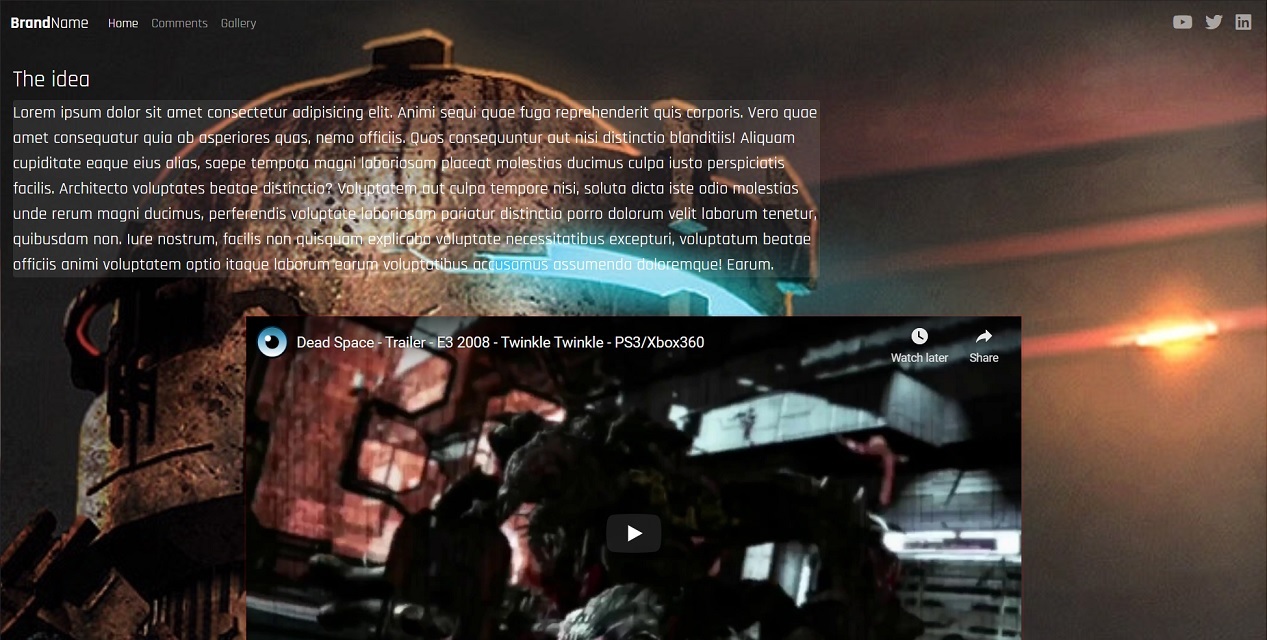 BrandName Home Comments Gallery
The idea
Lorem ipsum dolor sit amet consectetur adipisicing elit. Animi sequi quae fuga reprehenderit quis corporis. Vero quae
amet consequatur quia ab asperiores quas, nemo officiis. Quos consequuntur aut nisi distinctio blanditiis! Aliquam
cupiditate eaque eius alias, saepe tempora magni laboriosam placeat molestias ducimus culpa iusto perspiciatis
facilis. Architecto voluptates beatae distinctio? Voluptatem aut culpa tempore nisi, soluta dicta iste odio molestias
unde rerum magni ducimus, perferendis voluptate laboriosam pariatur distinctio porro dolorum velit laborum tenetur,
quibusdam non. Iure nostrum, facilis non quisquam explicabo voluptate necessitatibus excepturi, voluptatum beatae
officiis animi voluptatem optio itaque laborum earum voluptatibus accusamus assumenda doloremque! Earum.
Dead Space - Trailer - E3 2008 - Twinkle Twinkle - PS3/Xbox360
Watch later Share